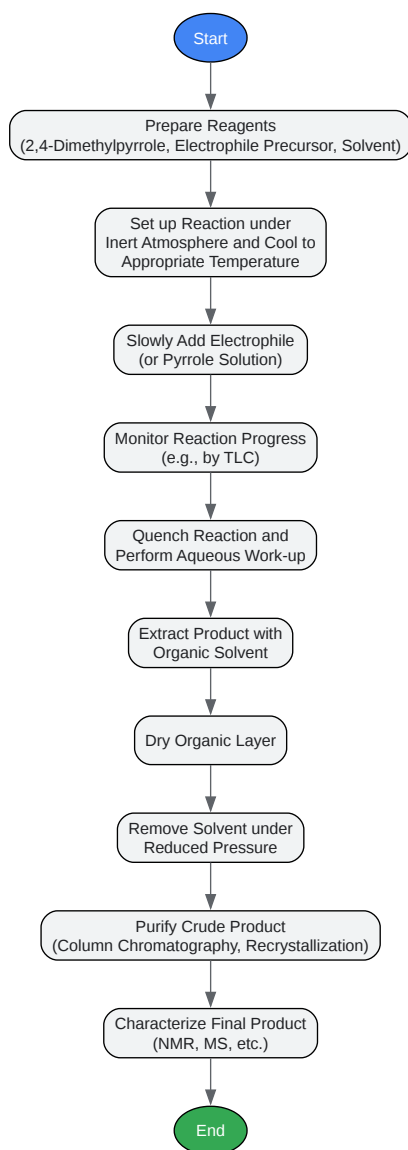 Start
Prepare Reagents
(2,4-Dimethylpyrrole, Electrophile Precursor, Solvent)
Set up Reaction under
Inert Atmosphere and Cool to
Appropriate Temperature
Slowly Add Electrophile
(or Pyrrole Solution)
Monitor Reaction Progress
(e.g., by TLC)
Quench Reaction and
Perform Aqueous Work-up
Extract Product with
Organic Solvent
Dry Organic Layer
Remove Solvent under
Reduced Pressure
Purify Crude Product
(Column Chromatography, Recrystallization)
Characterize Final Product
(NMR, MS, etc.)
End